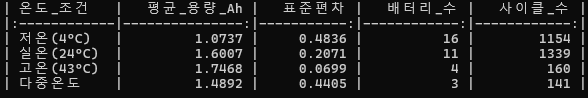 | 온도_조건 | 평균_용량_Ah | 표준편차 | 배터리_수 | 사이클_수 |
|:------------|---------------:|-----------:|------------:|------------:|
| 저온(4°C) | 1.0737 | 0.4836 | 16 | 1154 |
| 실온(24°C) | 1.6007 | 0.2071 | 11 | 1339 |
| 고온(43°C) | 1.7468 | 0.0699 | 4 | 160 |
| 다중온도 | 1.4892 | 0.4405 | 3 | 141 |